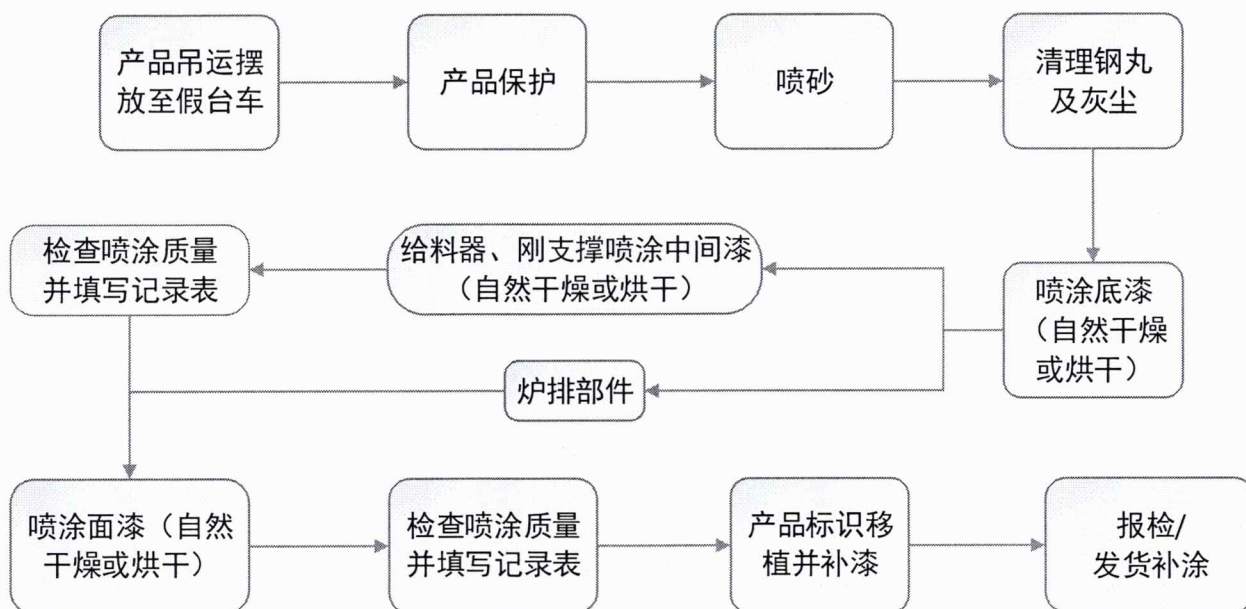 产品吊运摆
放至假台车
产品保护
喷砂
清理钢丸
及灰尘
喷涂底漆
（自然干燥
或烘干）
给料器、刚支撑喷涂中间漆
（自然干燥或烘干）
检查喷涂质量
并填写记录表
炉排部件
喷涂面漆（自然
干燥或烘干）
检查喷涂质量
并填写记录表
产品标识移
植并补漆
报检/
发货补涂